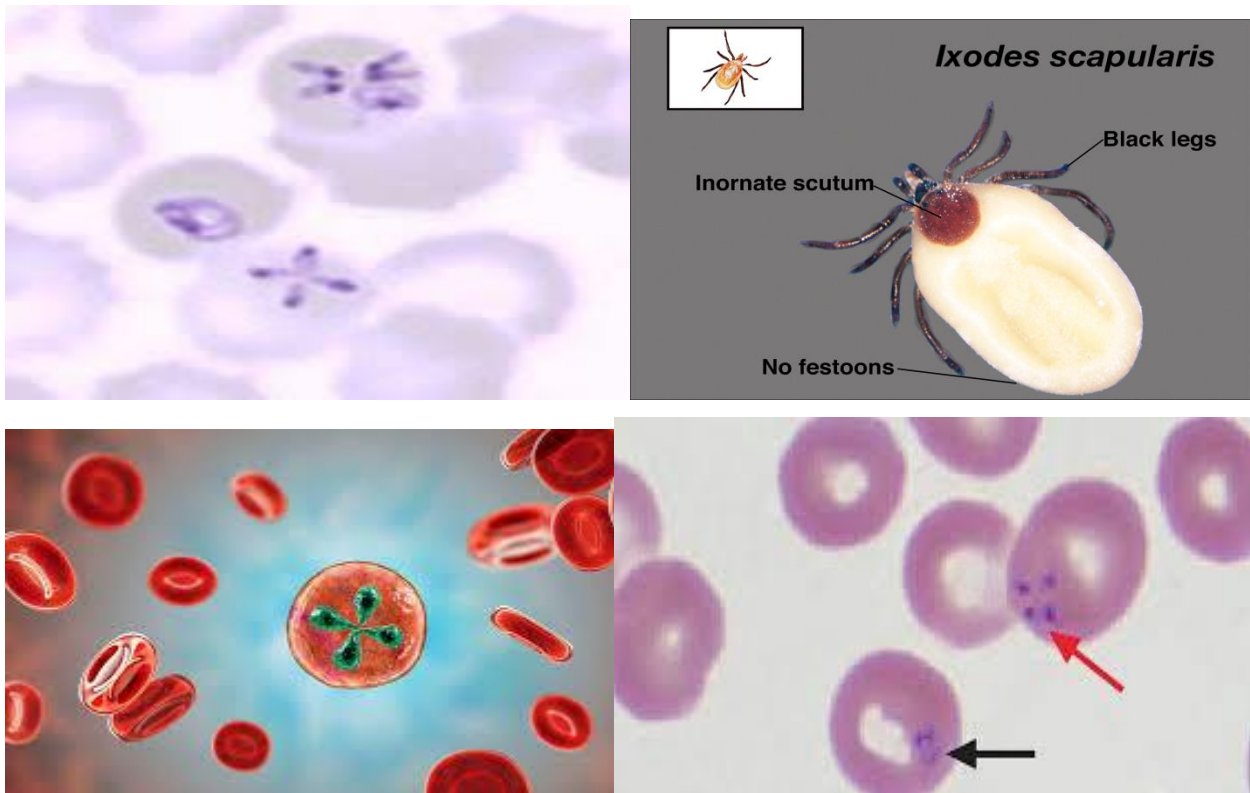 Ixodes scapularis
Black legs
Inornate scutum
No festoons